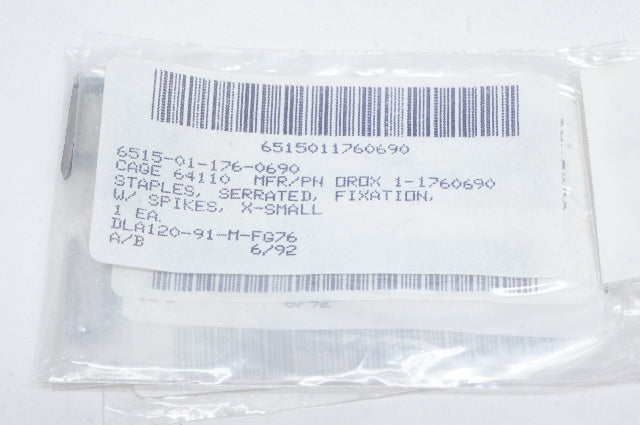 6515011760690
6515-01-176-0690
CAGE 64110 MFR/PN OROX 1-1760690
STAPLES, SERRATED, FIXATION,
W/ SPIKES, X-SMALL
1 EA
DLA120-91-M-FG76
A/B 6/92